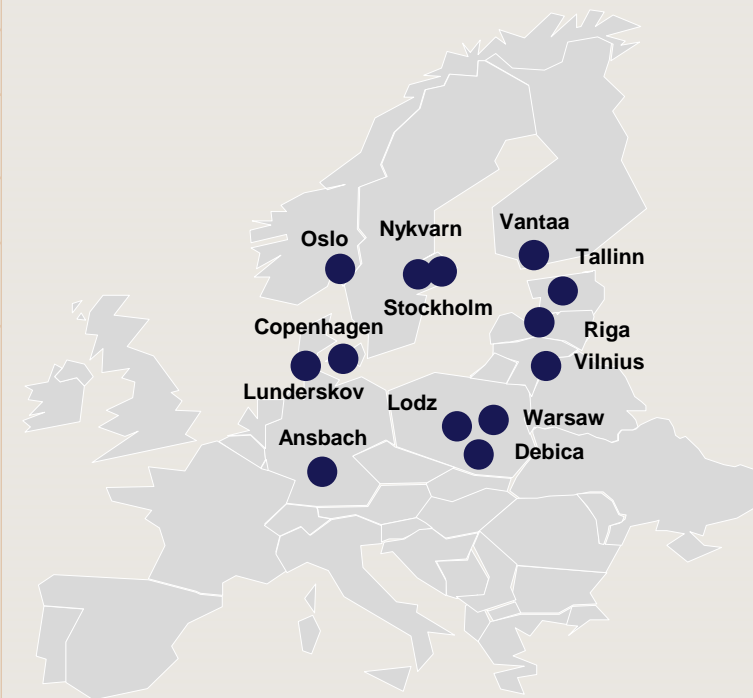 Vantaa
Nykvarn
Oslo
Tallinn
Stockholm
Copenhagen
Riga
Vilnius
Lunderskov
Lodz
Warsaw
Ansbach
Debica